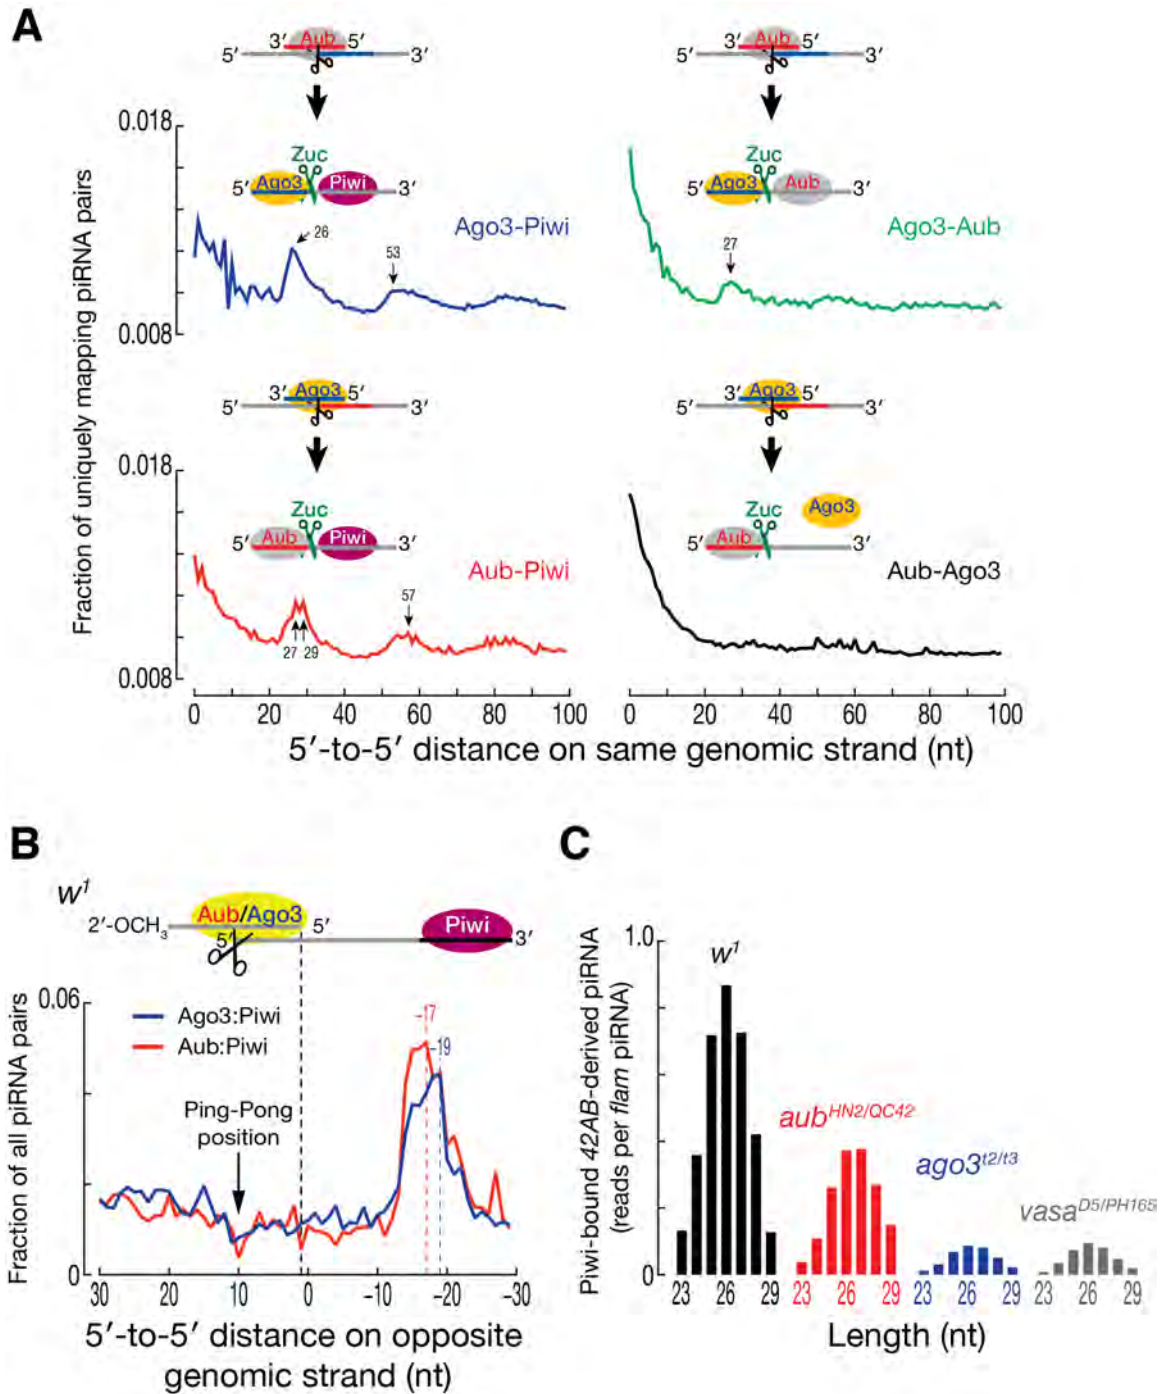 A
3′ Aub 5′
5′ 3′
3′ Aub 5′
5′ 3′
0.018
0.008
Zuc
5′ Ago3 Piwi 3′
Ago3-Piwi
26
53
Zuc
5′ Ago3 Aub 3′
Ago3-Aub
27
Fraction of uniquely mapping piRNA pairs
3′ Ago3 5′
5′ 3′
3′ Ago3 5′
5′ 3′
0.018
0.008
Zuc
5′ Aub Piwi 3′
Aub-Piwi
27 29
57
Zuc
Ago3
5′ Aub 3′
Aub-Ago3
0 20 40 60 80 100
0 20 40 60 80 100
5′-to-5′ distance on same genomic strand (nt)
B
w1
Aub/Ago3
2′-OCH3 5′
5′
Piwi
3′
0.06
0
Fraction of all piRNA pairs
Ago3:Piwi
Aub:Piwi
-17
-19
Ping-Pong
position
30 20 10 0 -10 -20 -30
5′-to-5′ distance on opposite
genomic strand (nt)
C
Piwi-bound 42AB-derived piRNA
(reads per flam piRNA)
1.0
0
w1
aubHN2/QC42
ago3t2/t3
vasaD5/PH165
23 26 29 23 26 29 23 26 29 23 26 29
Length (nt)